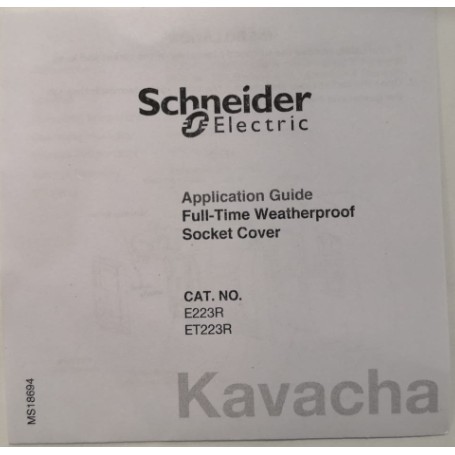 Schneider
Electric
Application Guide
Full-Time Weatherproof
Socket Cover
CAT. NO.
E223R
ET223R
MS18694
Kavacha